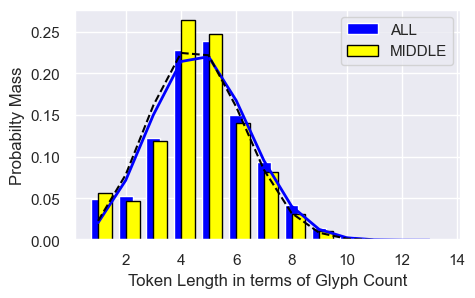 ALL
MIDDLE
0.25
0.20
0.15
0.10
0.05
0.00
Probabilty Mass
2 4 6 8 10 12 14
Token Length in terms of Glyph Count